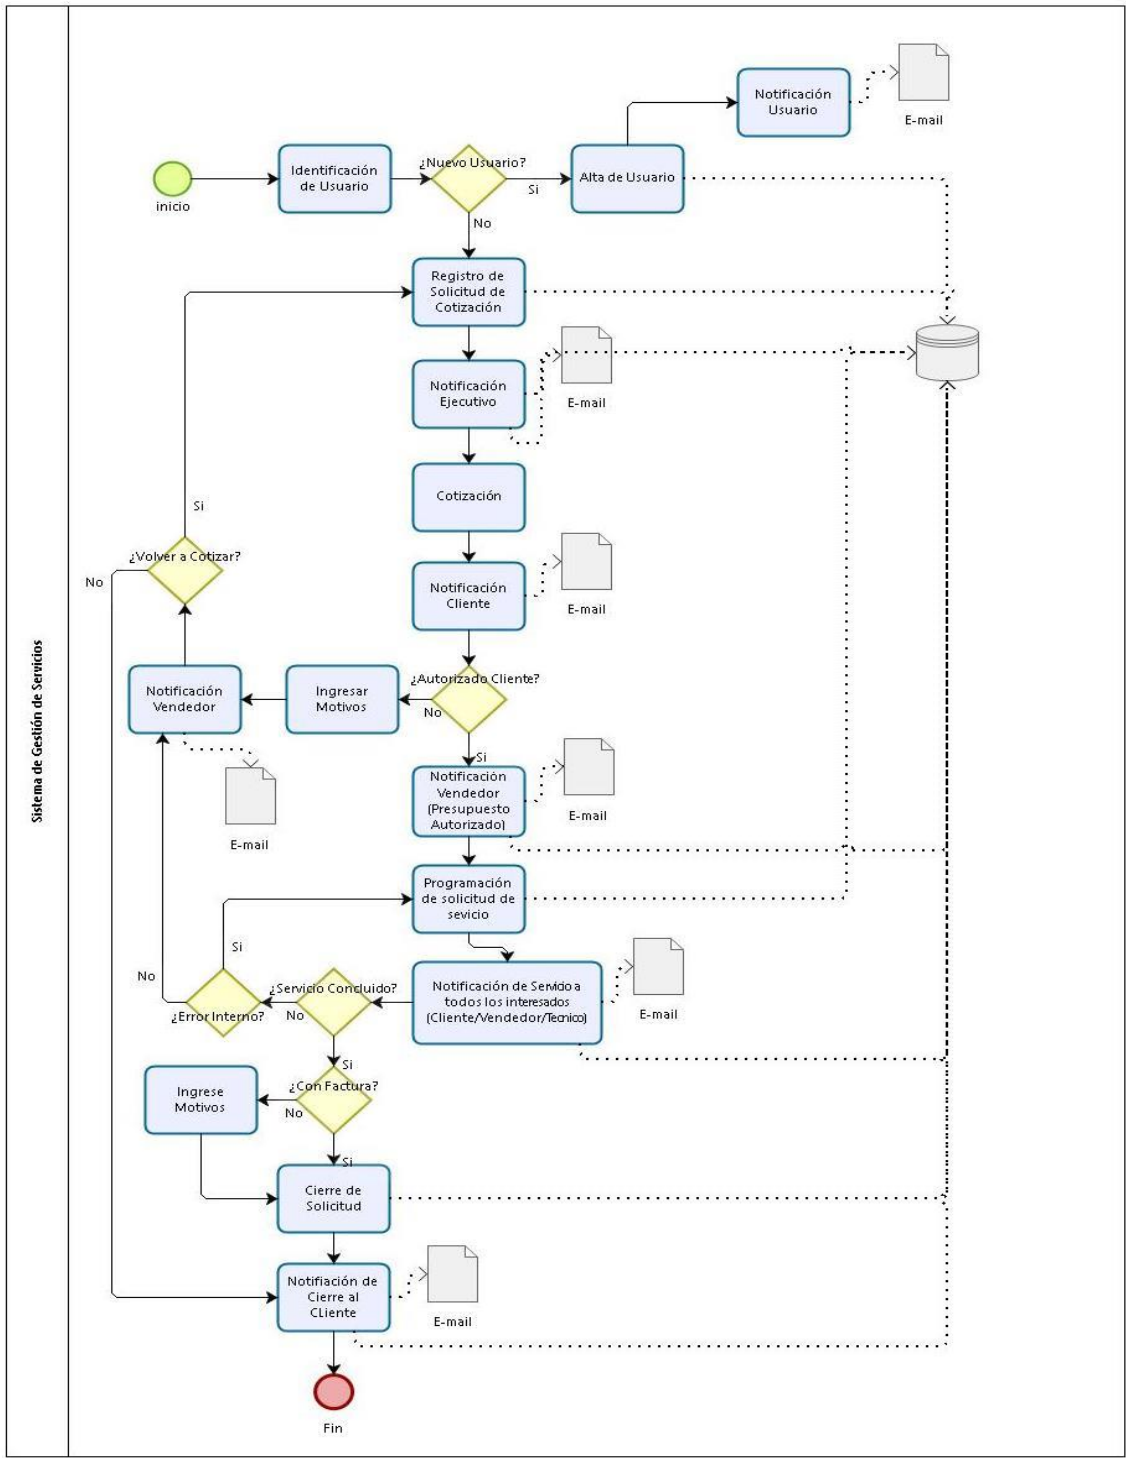 Sistema de Gestión de Servicios
Notificación
Usuario
E-mail
inicio
Identificación
de Usuario
¿Nuevo Usuario?
Si
Alta de Usuario
No
Registro de
Solicitud de
Cotización
Notificación
Ejecutivo
E-mail
Cotización
Si
¿Volver a Cotizar?
No
Notificación
Cliente
E-mail
¿Autorizado Cliente?
No
Ingresar
Motivos
Notificación
Vendedor
E-mail
Si
Notificación
Vendedor
(Presupuesto
Autorizado)
E-mail
Programación
de solicitud de
sevicio
Si
No
¿Error Interno?
No
¿Servicio Concluido?
Notificación de Servicio a
todos los interesados
(Cliente/Vendedor/Tecnico)
E-mail
Si
¿Con Factura?
No
Ingrese
Motivos
Si
Cierre de
Solicitud
Notifiación de
Cierre al
CLiente
E-mail
Fin